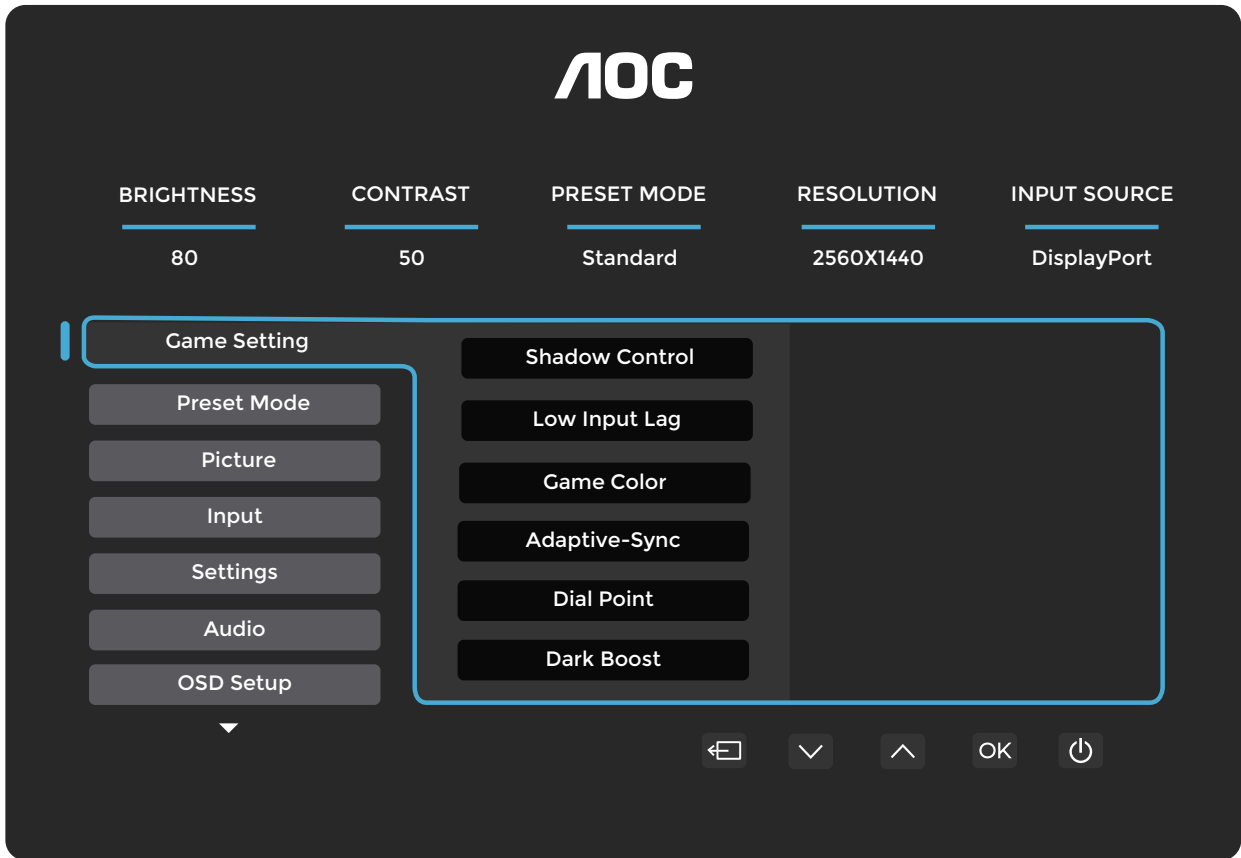 AOC
BRIGHTNESS CONTRAST PRESET MODE RESOLUTION INPUT SOURCE
80 50 Standard 2560X1440 DisplayPort
Game Setting
Preset Mode
Picture
Input
Settings
Audio
OSD Setup
Shadow Control
Low Input Lag
Game Color
Adaptive-Sync
Dial Point
Dark Boost
OK